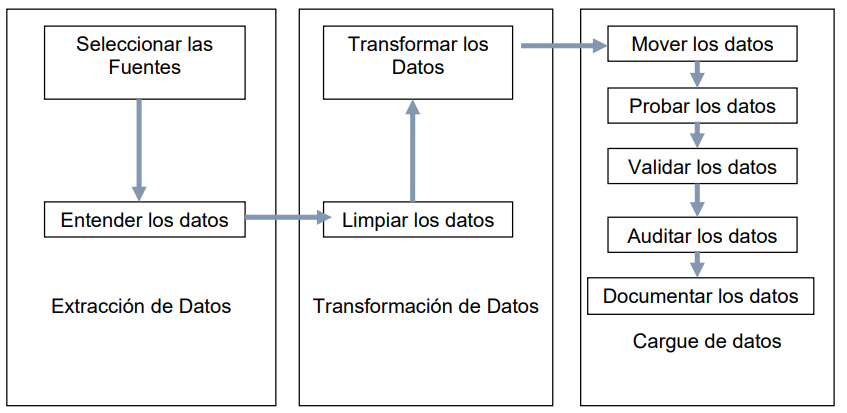 Seleccionar las
Fuentes
Entender los datos
Extracción de Datos
Transformar los
Datos
Limpiar los datos
Transformación de Datos
Mover los datos
Probar los datos
Validar los datos
Auditar los datos
Documentar los datos
Cargue de datos